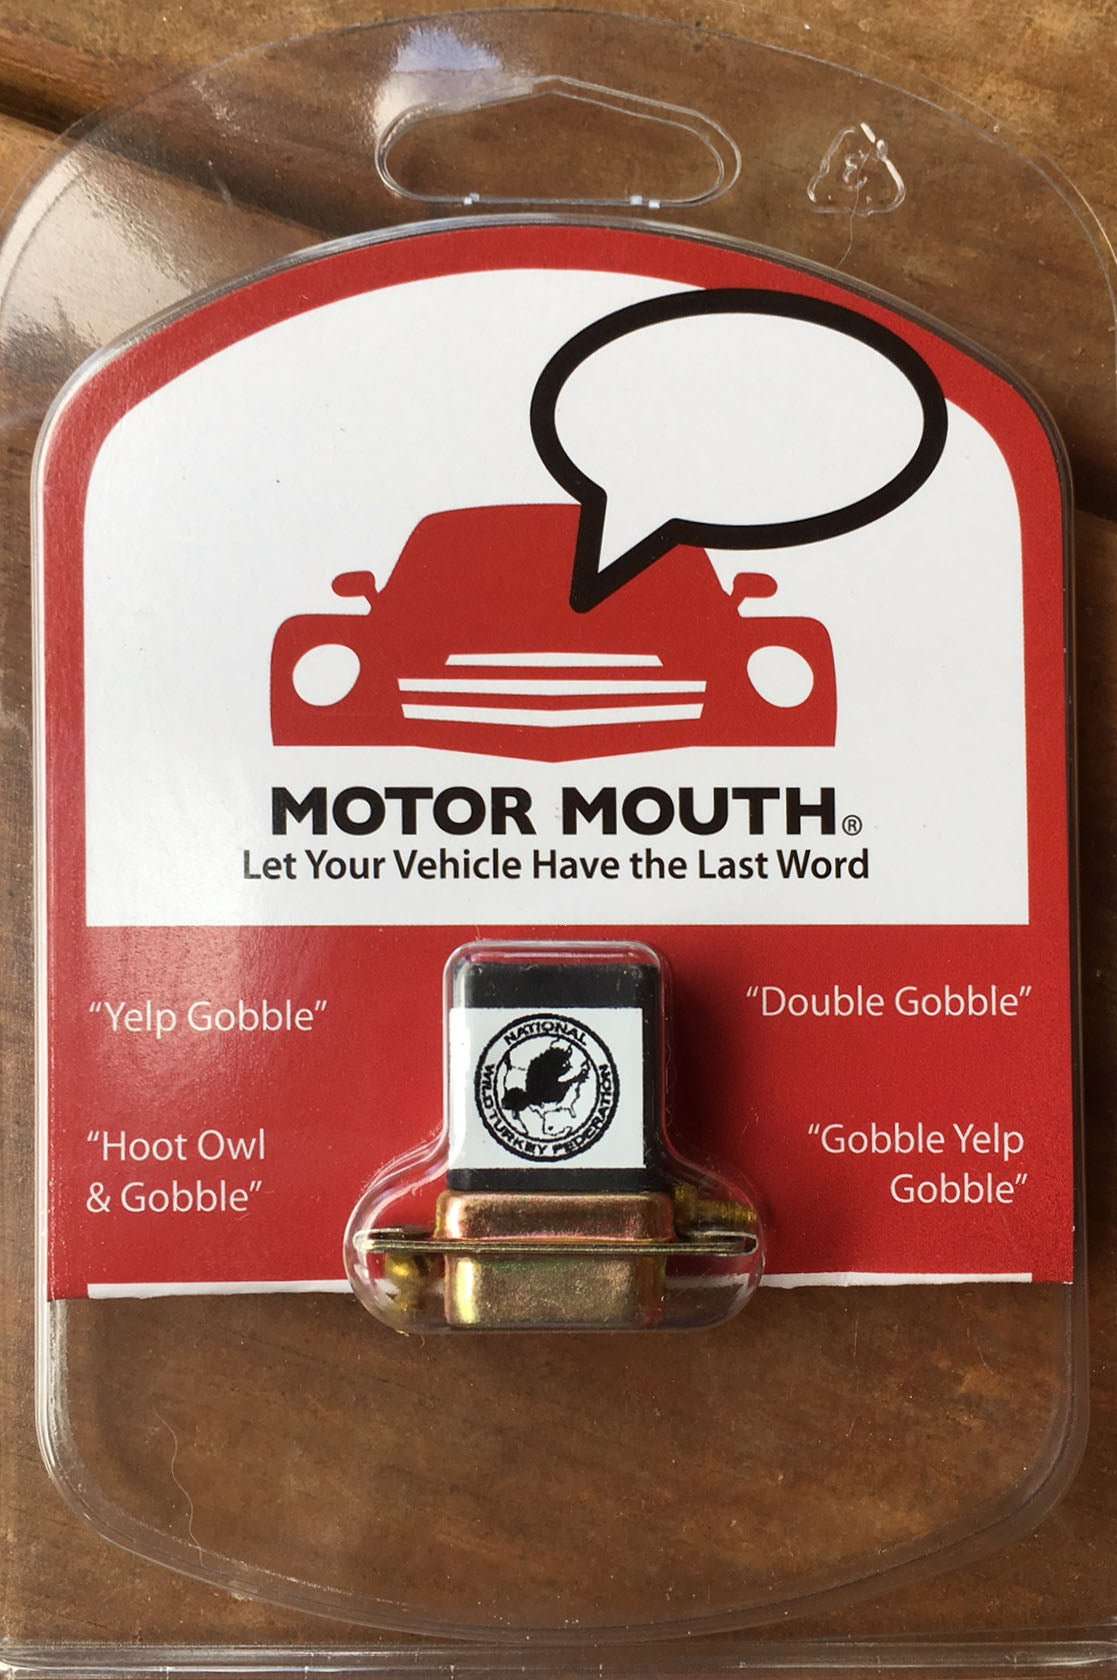 3
MOTOR MOUTH®
Let Your Vehicle Have the Last Word
“Yelp Gobble”
“Double Gobble”
“Hoot Owl
& Gobble”
“Gobble Yelp
Gobble”
NATIONAL
WILD TURKEY FEDERATION